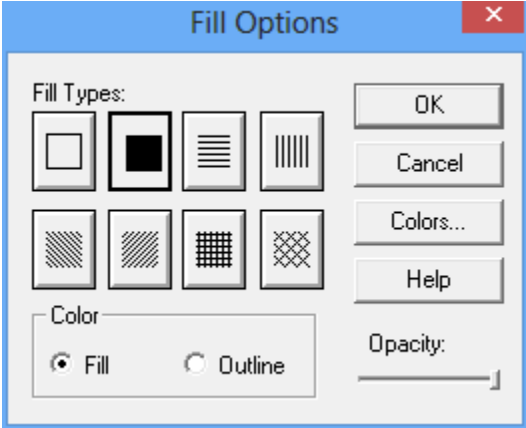 Fill Options
Fill Types:
OK
Cancel
Colors...
Help
Color
Fill
Outline
Opacity: